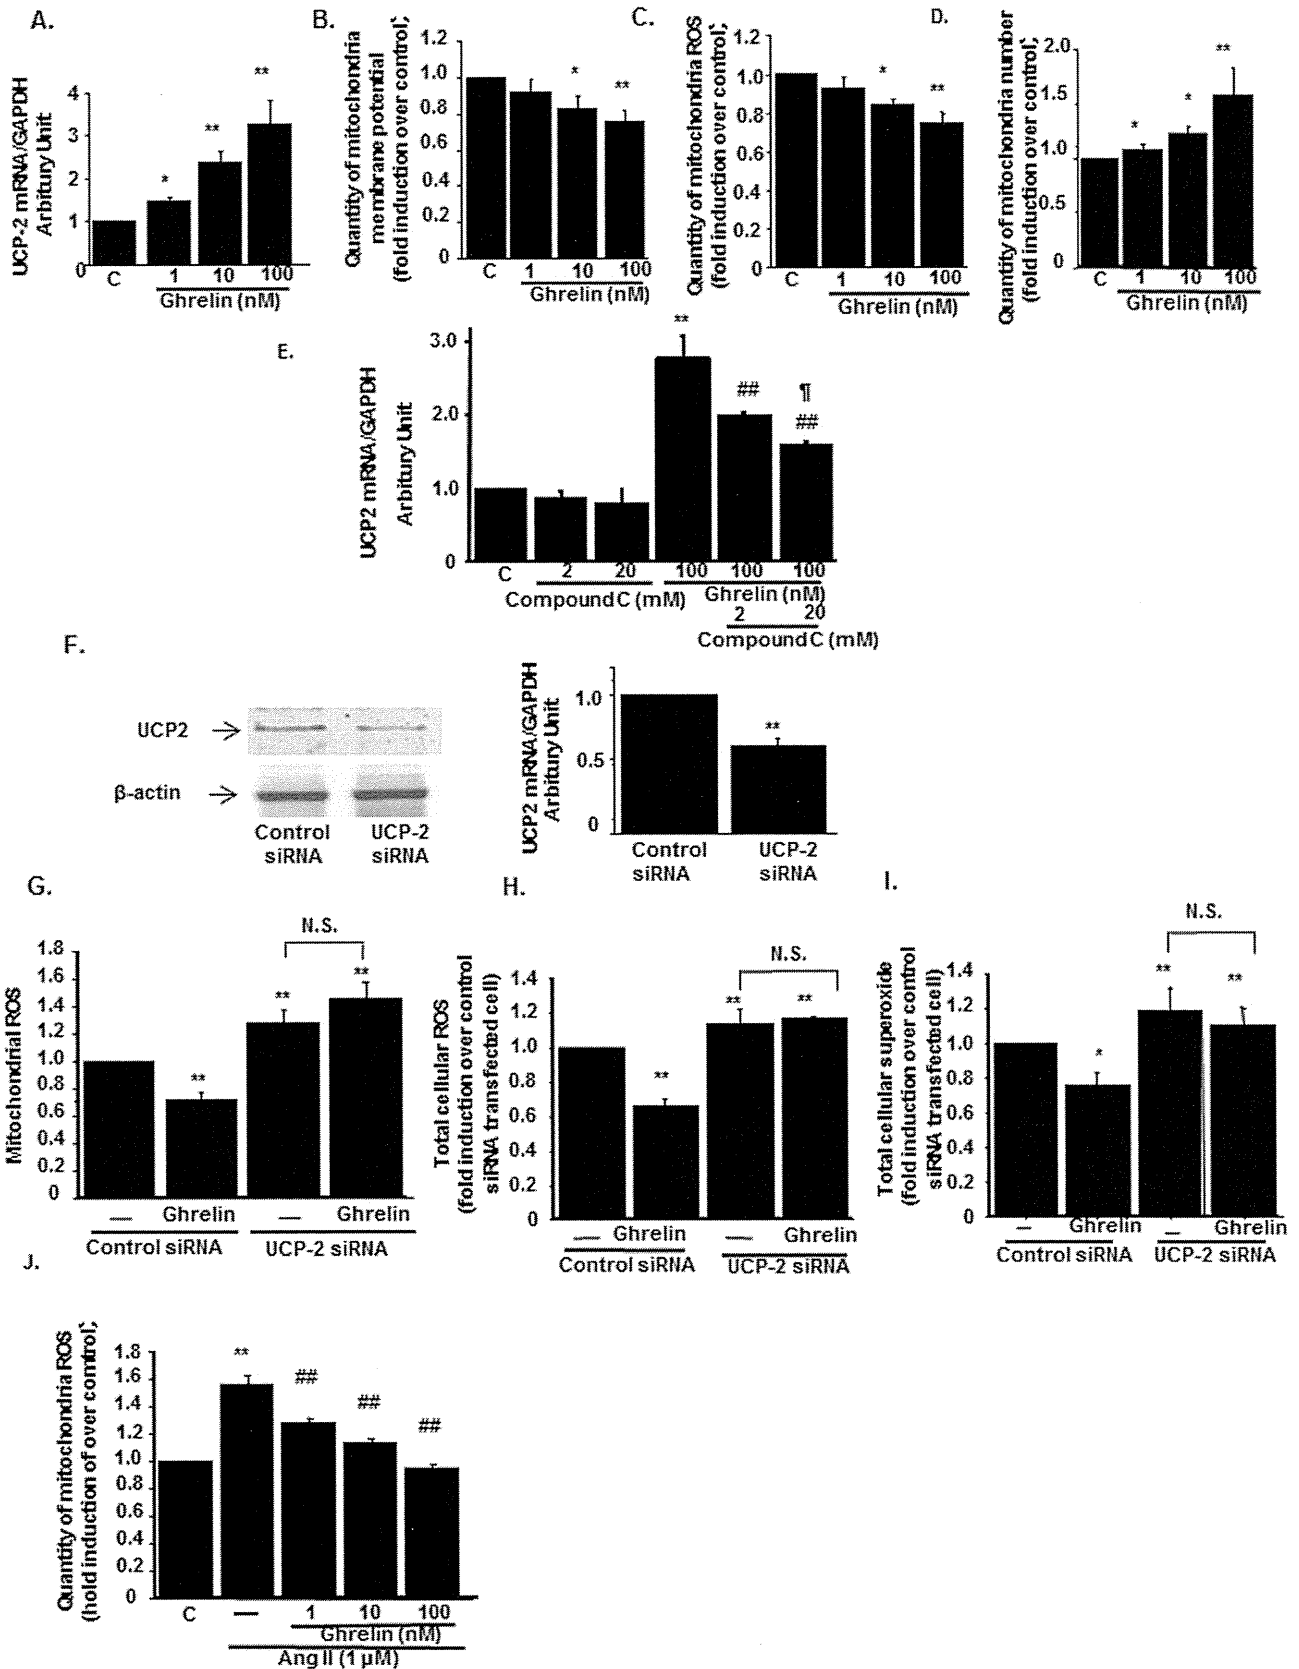 A.
UCP-2 mRNA/GAPDH
Arbitury Unit
4
3
2
1
0
*
**
**
C
1
10
100
Ghrelin (nM)
B.
Quantity of mitochondria
membrane potential
(fold induction over control;
1.2
1.0
0.8
0.6
0.4
0.2
0
*
**
C
1
10
100
Ghrelin (nM)
C.
Quantity of mitochondria ROS
(fold induction over control;
1.2
1.0
0.8
0.6
0.4
0.2
0
*
**
C
1
10
100
Ghrelin (nM)
D.
Quantity of mitochondria number
(fold induction over control;
2.0
1.5
1.0
0.5
0
*
*
**
C
1
10
100
Ghrelin (nM)
E.
UCP2 mRNA/GAPDH
Arbitury Unit
3.0
2.0
1.0
0
**
##
¶
##
C
2
20
100
100
100
Compound C (mM)
Ghrelin (nM)
2
20
Compound C (mM)
F.
UCP2
β-actin
Control
siRNA
UCP-2
siRNA
UCP2 mRNA/GAPDH
Arbitury Unit
1.0
0.5
0
**
Control
siRNA
UCP-2
siRNA
G.
Mitochondrial ROS
1.8
1.6
1.4
1.2
1.0
0.8
0.6
0.4
0.2
0
**
**
**
N.S.
—
Ghrelin
—
Ghrelin
Control siRNA
UCP-2 siRNA
H.
Total cellular ROS
(fold induction over control
siRNA transfected cell)
1.4
1.2
1.0
0.8
0.6
0.4
0.2
0
**
**
**
N.S.
—
Ghrelin
—
Ghrelin
Control siRNA
UCP-2 siRNA
I.
Total cellular superoxide
(fold induction over control
siRNA transfected cell)
1.4
1.2
1.0
0.8
0.6
0.4
0.2
0
*
**
**
N.S.
—
Ghrelin
—
Ghrelin
Control siRNA
UCP-2 siRNA
J.
Quantity of mitochondria ROS
(hold induction of over comtrol;
1.8
1.6
1.4
1.2
1.0
0.8
0.6
0.4
0.2
0
**
##
##
##
C
—
1
10
100
Ghrelin (nM)
Ang II (1 μM)